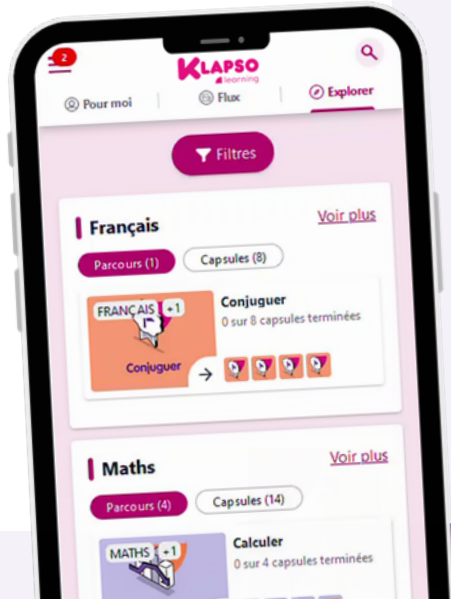 2
KLAPSO
learning
Pour moi
Flux
Explorer
Filtres
Français
Voir plus
Parcours (1)
Capsules (8)
FRANÇAIS
+1
Conjuguer
Conjuguer
0 sur 8 capsules terminées
Maths
Voir plus
Parcours (4)
Capsules (14)
MATHS
+1
Calculer
0 sur 4 capsules terminées